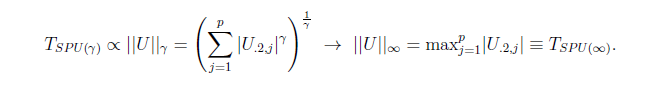 $T_{SPU(\gamma)} \propto ||U||_{\gamma} = \left( \sum_{j=1}^{p} |U_{.2,j}|^{\gamma} \right)^{\frac{1}{\gamma}} \rightarrow ||U||_{\infty} = \max_{j=1}^{p} |U_{.2,j}| \equiv T_{SPU(\infty)}.$